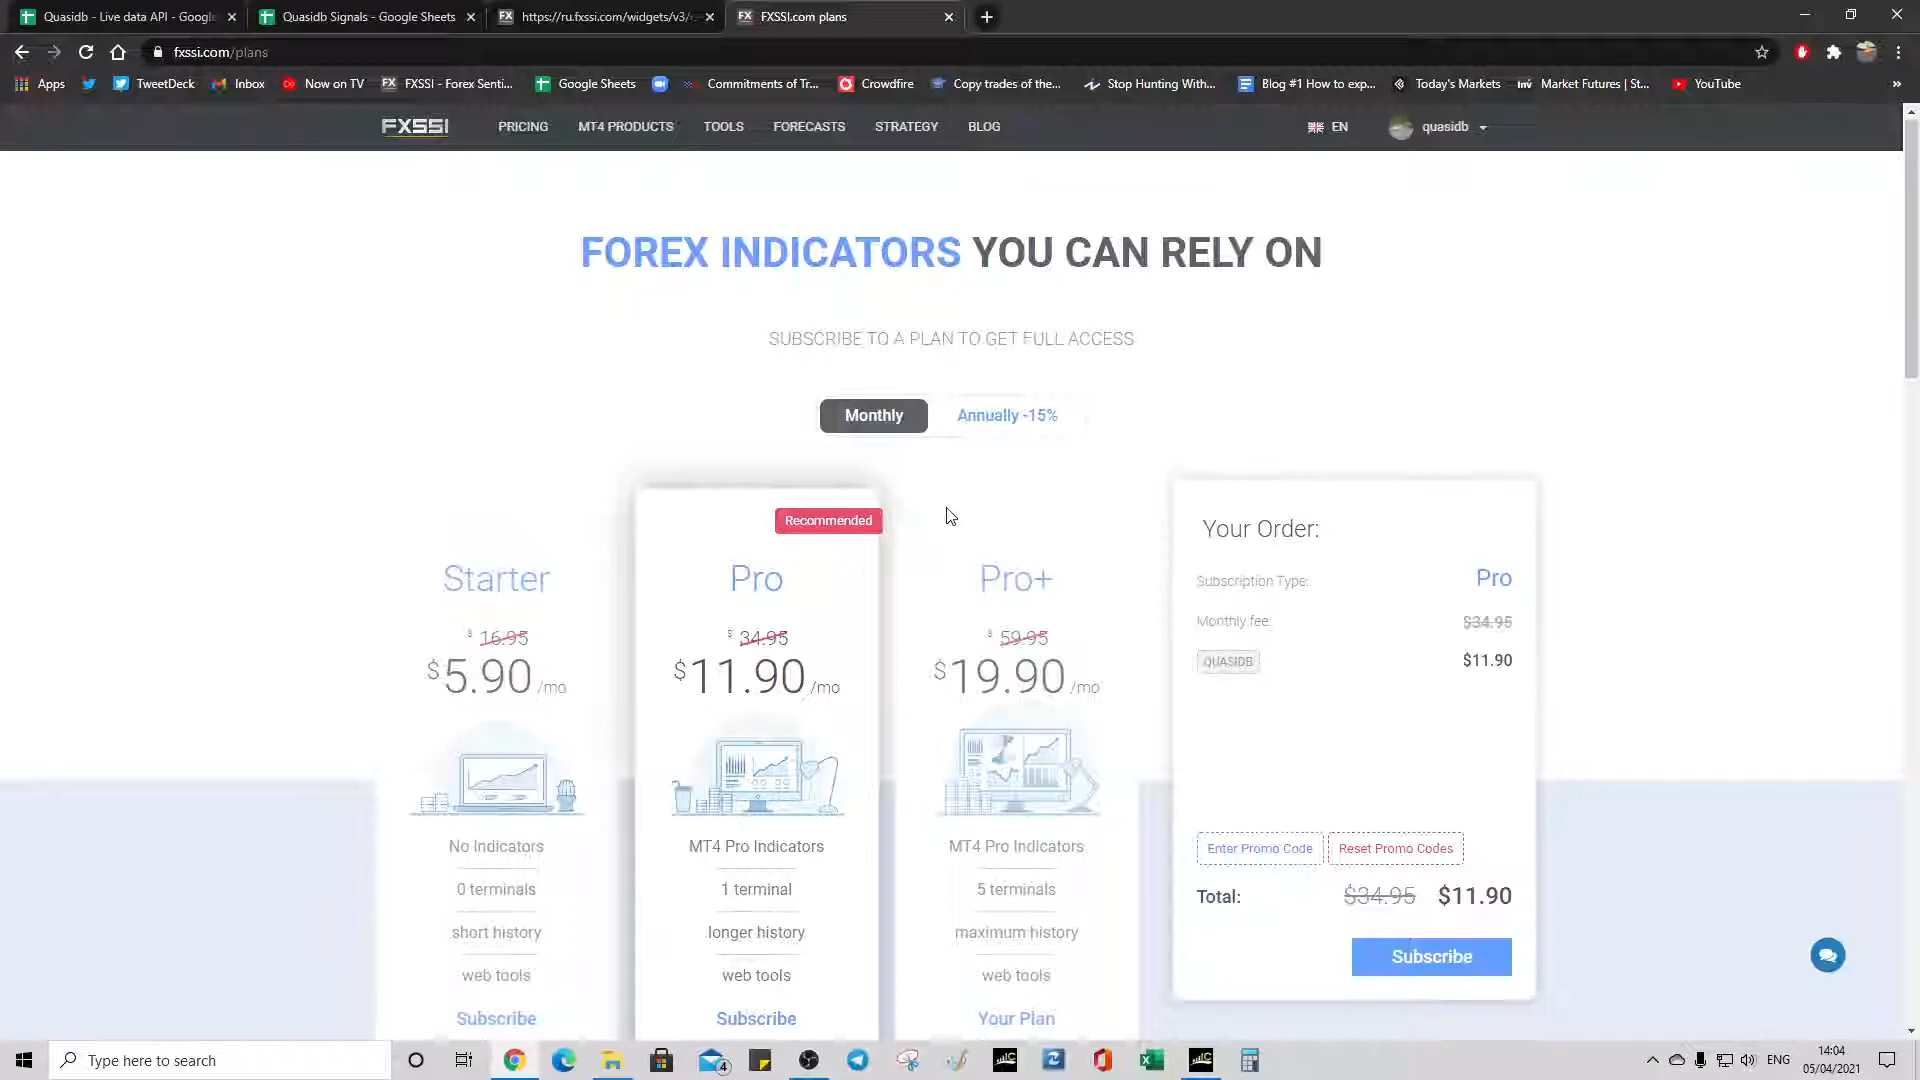 Quasidb - Live data API - Googl
Quasidb Signals - Google Sheets
https://ru.fxssi.com/widgets/v3/
FXSSI.com plans
fxssi.com/plans
Apps
TweetDeck
Inbox
Now on TV
FXSSI - Forex Senti...
Google Sheets
Commitments of Tr...
Crowdfire
Copy trades of the...
Stop Hunting With...
Blog #1 How to exp...
Today's Markets
Market Futures | St...
YouTube
FXSSI
PRICING
MT4 PRODUCTS
TOOLS
FORECASTS
STRATEGY
BLOG
EN
quasidb
FOREX INDICATORS YOU CAN RELY ON
SUBSCRIBE TO A PLAN TO GET FULL ACCESS
Monthly
Annually -15%
Recommended
Starter
$ 16.95
$5.90 /mo
No Indicators
0 terminals
short history
web tools
Subscribe
Pro
$ 34.95
$11.90 /mo
MT4 Pro Indicators
1 terminal
longer history
web tools
Subscribe
Pro+
$ 59.95
$19.90 /mo
MT4 Pro Indicators
5 terminals
maximum history
web tools
Your Plan
Your Order:
Subscription Type: Pro
Monthly fee: $34.95
QUASIDB $11.90
Enter Promo Code
Reset Promo Codes
Total: $34.95 $11.90
Subscribe
Type here to search
4
ENG
14:04
05/04/2021